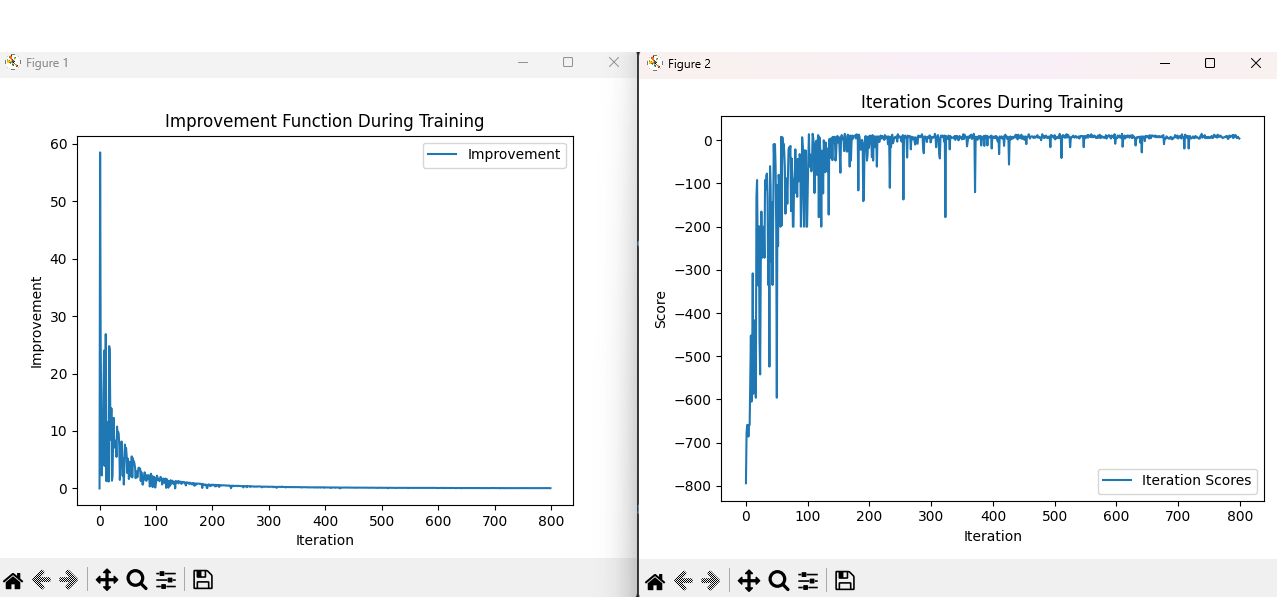 Figure 1
Improvement Function During Training
Improvement
60
50
40
30
20
10
0
Improvement
0 100 200 300 400 500 600 700 800
Iteration
Figure 2
Iteration Scores During Training
0
−100
−200
−300
−400
−500
−600
−700
−800
Score
Iteration Scores
0 100 200 300 400 500 600 700 800
Iteration